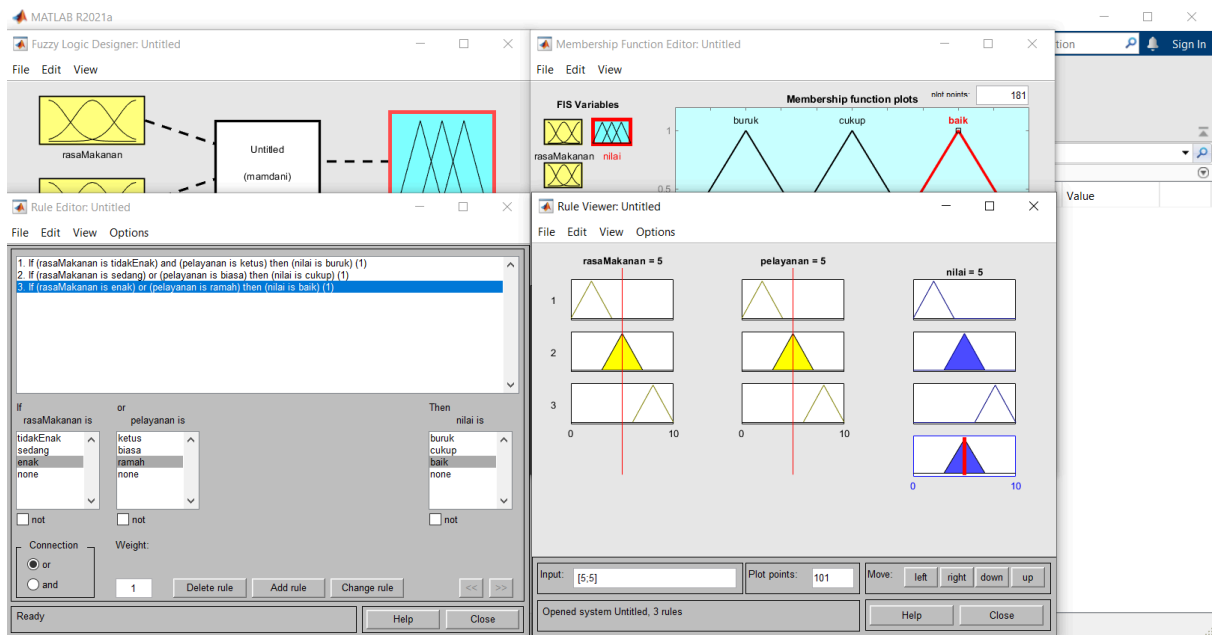 MATLAB R2021a
Fuzzy Logic Designer: Untitled
File Edit View
rasaMakanan
Untitled
(mamdani)
Membership Function Editor: Untitled
File Edit View
FIS Variables
rasaMakanan nilai
Membership function plots
plot points: 181
buruk cukup baik
1
0.5
tion
Sign In
Value
Rule Editor: Untitled
File Edit View Options
1. If (rasaMakanan is tidakEnak) and (pelayanan is ketus) then (nilai is buruk) (1)
2. If (rasaMakanan is sedang) or (pelayanan is biasa) then (nilai is cukup) (1)
3. If (rasaMakanan is enak) or (pelayanan is ramah) then (nilai is baik) (1)
If or Then
rasaMakanan is pelayanan is nilai is
tidakEnak ketus buruk
sedang biasa cukup
enak ramah baik
none none none
not not not
Connection Weight:
or
and 1 Delete rule Add rule Change rule << >>
Ready Help Close
Rule Viewer: Untitled
File Edit View Options
rasaMakanan = 5 pelayanan = 5 nilai = 5
1
2
3
0 10 0 10
0 10
Input: [5;5] Plot points: 101 Move: left right down up
Opened system Untitled, 3 rules Help Close